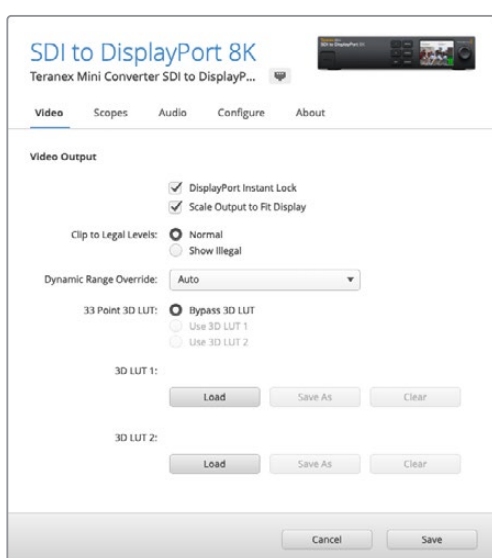 SDI to DisplayPort 8K
Teranex Mini Converter SDI to DisplayP...
Video Scopes Audio Configure About
Video Output
DisplayPort Instant Lock
Scale Output to Fit Display
Clip to Legal Levels: Normal
Show Illegal
Dynamic Range Override: Auto
33 Point 3D LUT: Bypass 3D LUT
Use 3D LUT 1
Use 3D LUT 2
3D LUT 1:
Load Save As Clear
3D LUT 2:
Load Save As Clear
Cancel Save